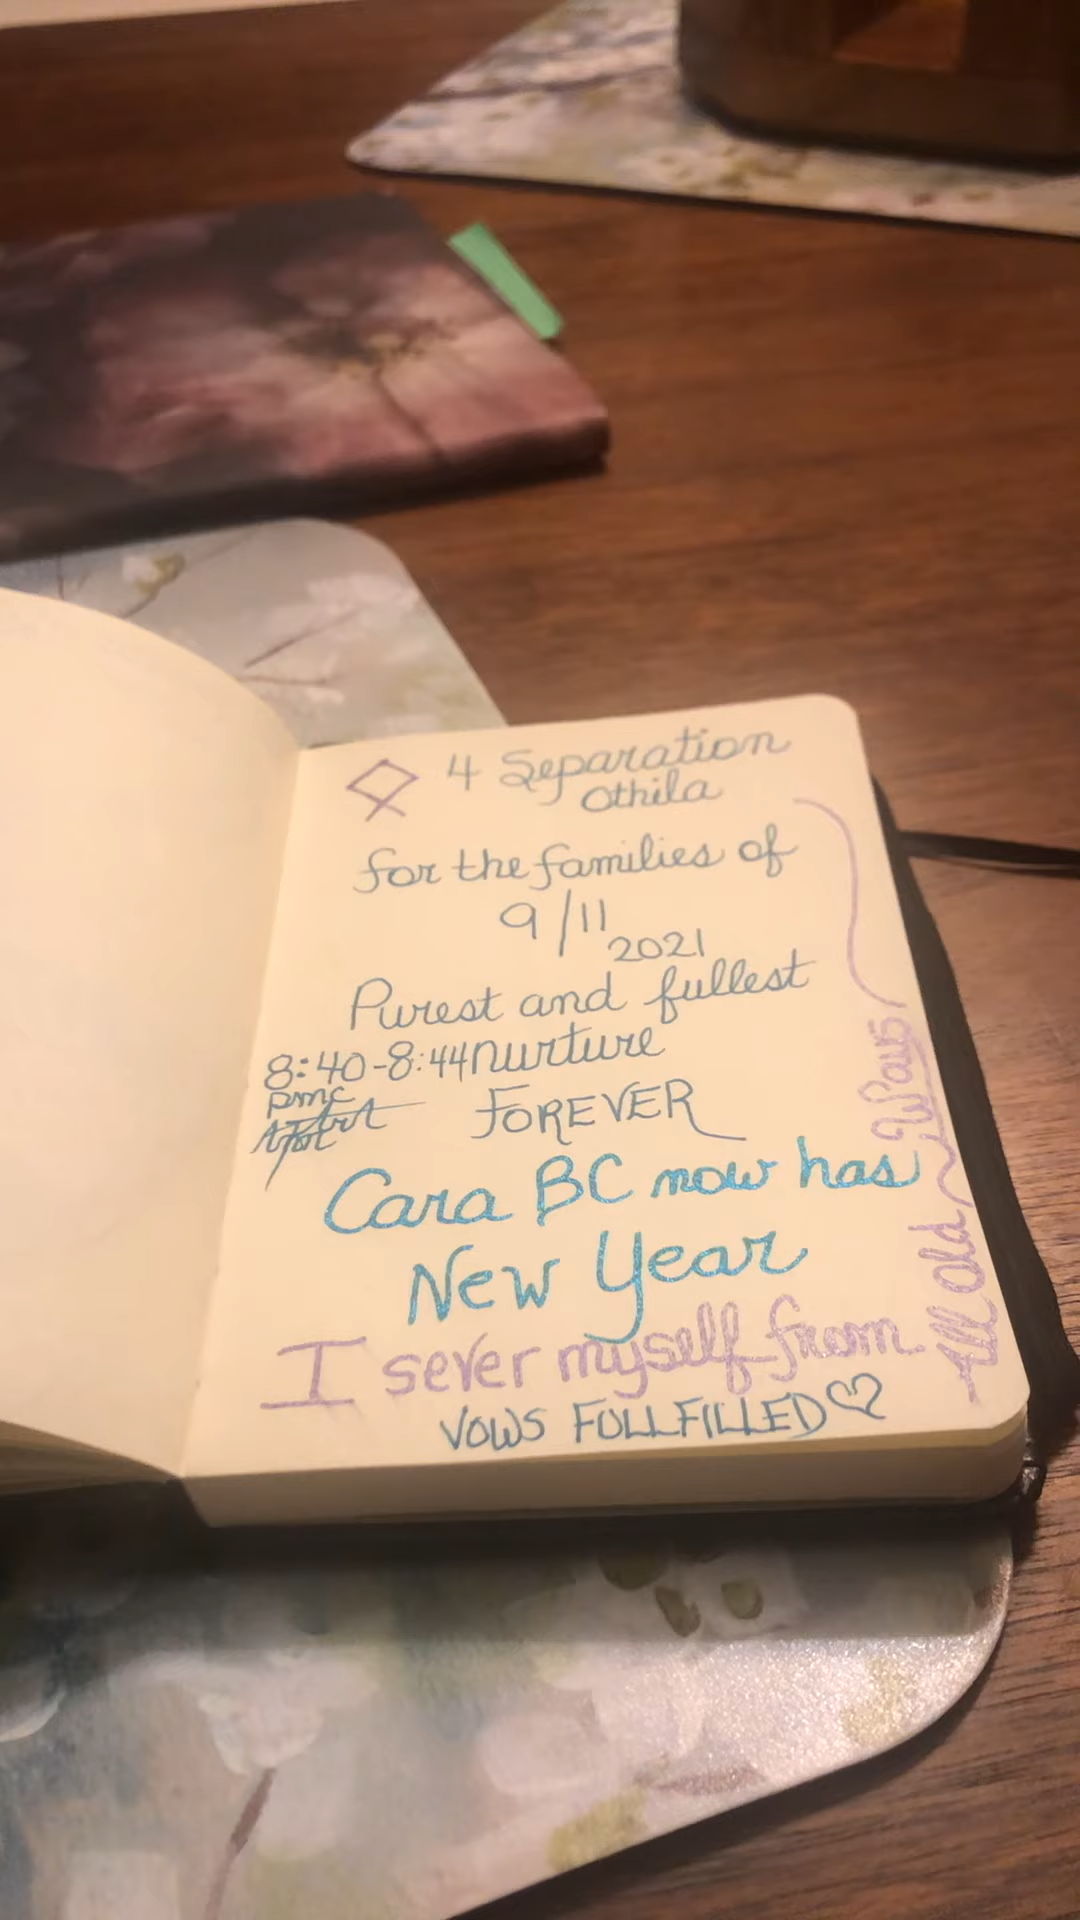 4 Separation
Othila
for the families of
9/11
2021
Purest and fullest
8:40-8:44 nurture
pmc
FOREVER
Cara BC now has
New Year
I sever myself from
All Old Ways
VOWS FULLFILLED